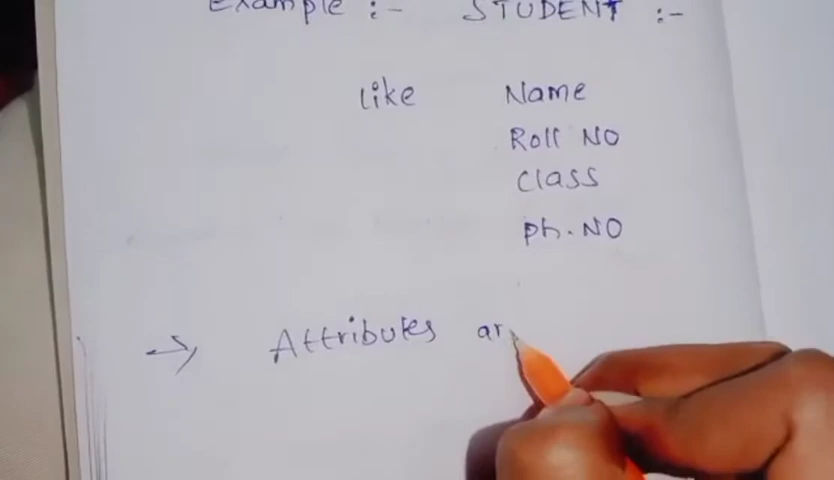 Example :- STUDENT :-
like Name
Roll NO
Class
ph.NO
→ Attributes ar